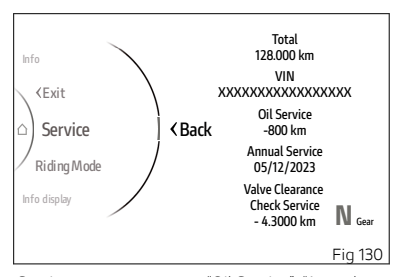 Info
‹Exit
Service
Riding Mode
Info display
‹Back
Total
128.000 km
VIN
XXXXXXXXXXXXXXXXX
Oil Service
-800 km
Annual Service
05/12/2023
Valve Clearance
Check Service
- 4.3000 km
N Gear
Fig 130